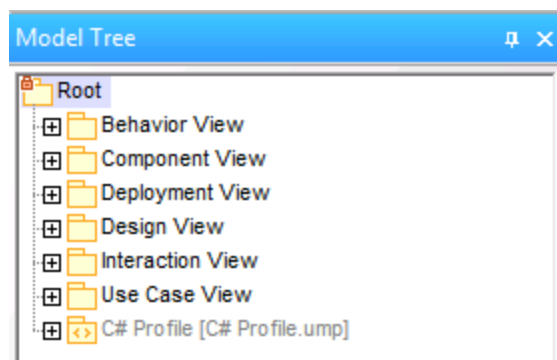 Model Tree
Root
Behavior View
Component View
Deployment View
Design View
Interaction View
Use Case View
C# Profile [C# Profile.ump]